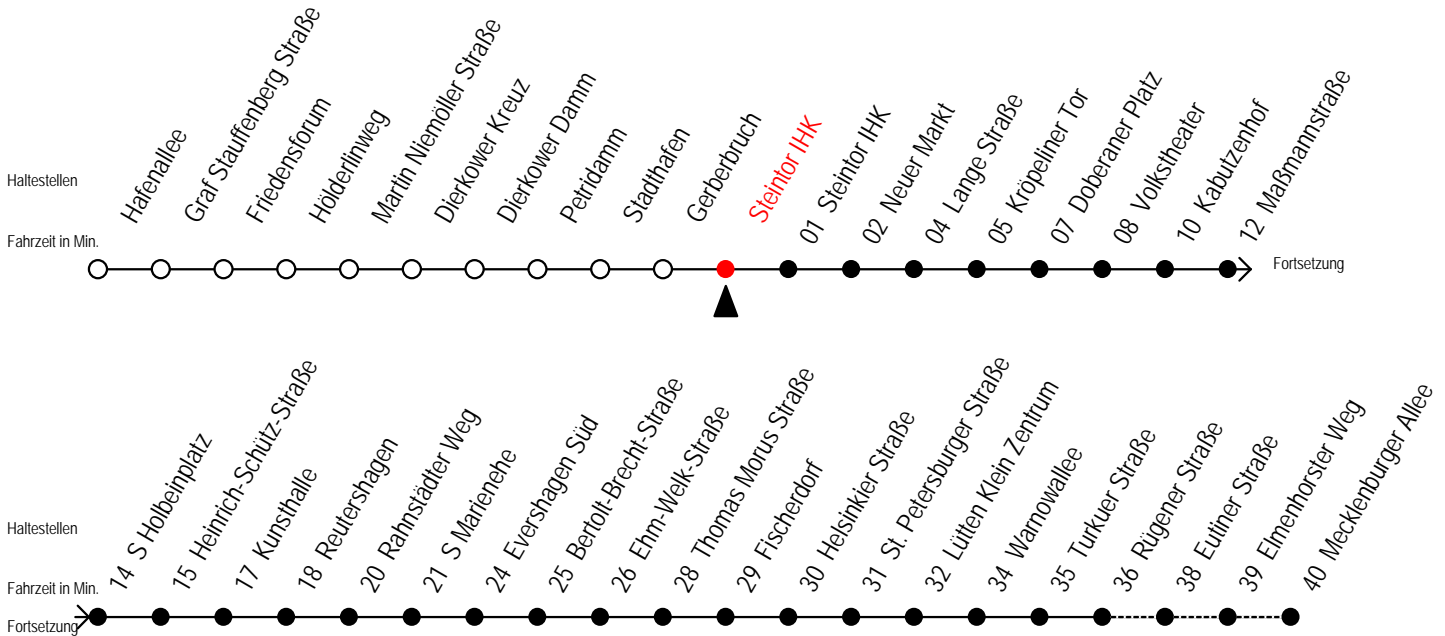 Haltestellen
Hafenallee
Graf Stauffenberg Straße
Friedensforum
Hölderlinweg
Martin Niemöller Straße
Dierkower Kreuz
Dierkower Damm
Petridamm
Stadthafen
Gerberbruch
Steintor IHK
01 Steintor IHK
02 Neuer Markt
04 Lange Straße
05 Kröpeliner Tor
07 Doberaner Platz
08 Volkstheater
10 Kabutzenhof
12 Maßmannstraße
Fahrzeit in Min.
Fortsetzung
Haltestellen
14 S Holbeinplatz
15 Heinrich-Schütz-Straße
17 Kunsthalle
18 Reutershagen
20 Rahnstädter Weg
21 S Marienehe
24 Evershagen Süd
25 Bertolt-Brecht-Straße
26 Ehm-Welk-Straße
28 Thomas Morus Straße
29 Fischerdorf
30 Helsinkier Straße
31 St. Petersburger Straße
32 Lütten Klein Zentrum
34 Warnowallee
35 Turkuer Straße
36 Rügener Straße
38 Eutiner Straße
39 Elmenhorster Weg
40 Mecklenburger Allee
Fahrzeit in Min.
Fortsetzung